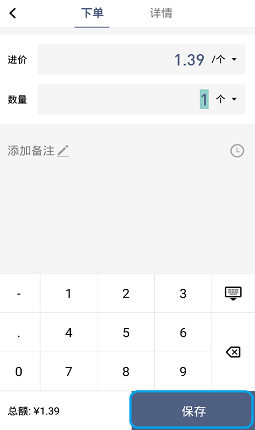 下单 详情
进价 1.39 /个
数量 1 个
添加备注
- 1 2 3
. 4 5 6
0 7 8 9
总额: ¥1.39 保存